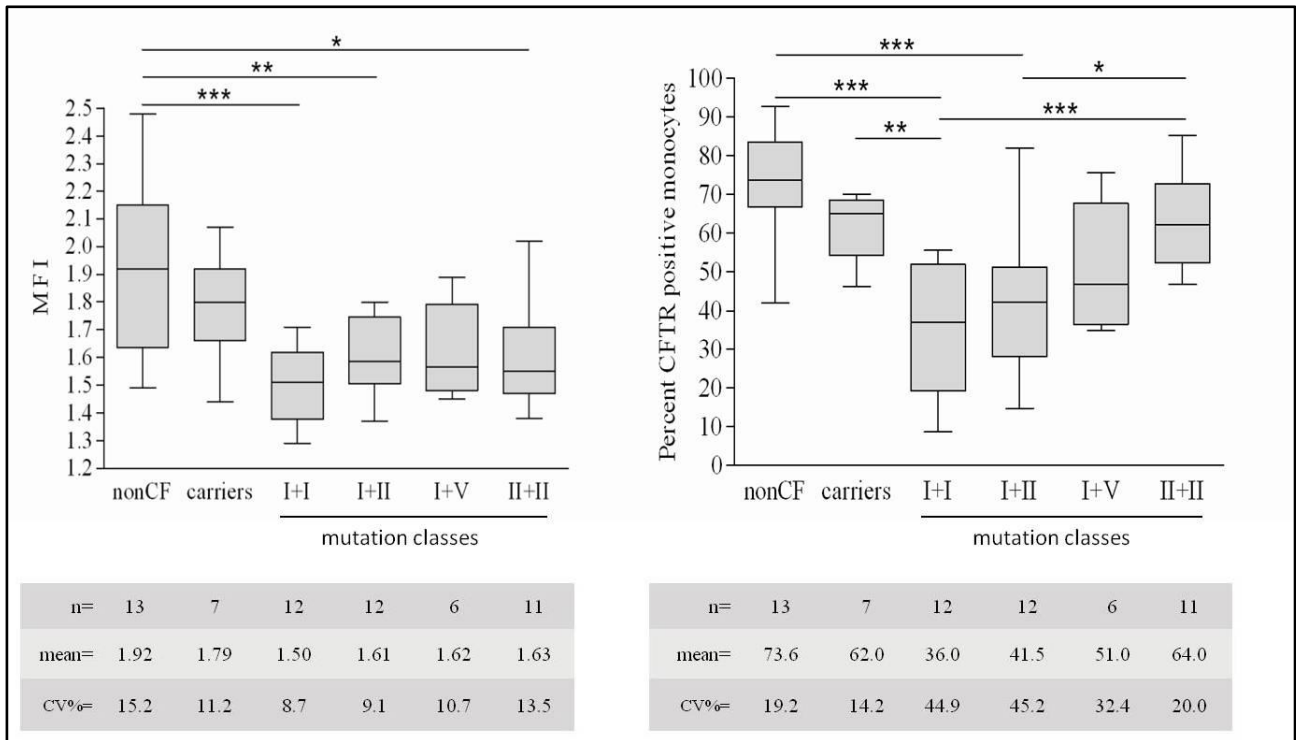 *
**
***
2.5
2.4
2.3
2.2
2.1
2.0
1.9
1.8
1.7
1.6
1.5
1.4
1.3
1.2
MFI
nonCF carriers I+I I+II I+V II+II
mutation classes
n= 13 7 12 12 6 11
mean= 1.92 1.79 1.50 1.61 1.62 1.63
CV%= 15.2 11.2 8.7 9.1 10.7 13.5
***
*
***
***
**
100
90
80
70
60
50
40
30
20
10
0
Percent CFTR positive monocytes
nonCF carriers I+I I+II I+V II+II
mutation classes
n= 13 7 12 12 6 11
mean= 73.6 62.0 36.0 41.5 51.0 64.0
CV%= 19.2 14.2 44.9 45.2 32.4 20.0